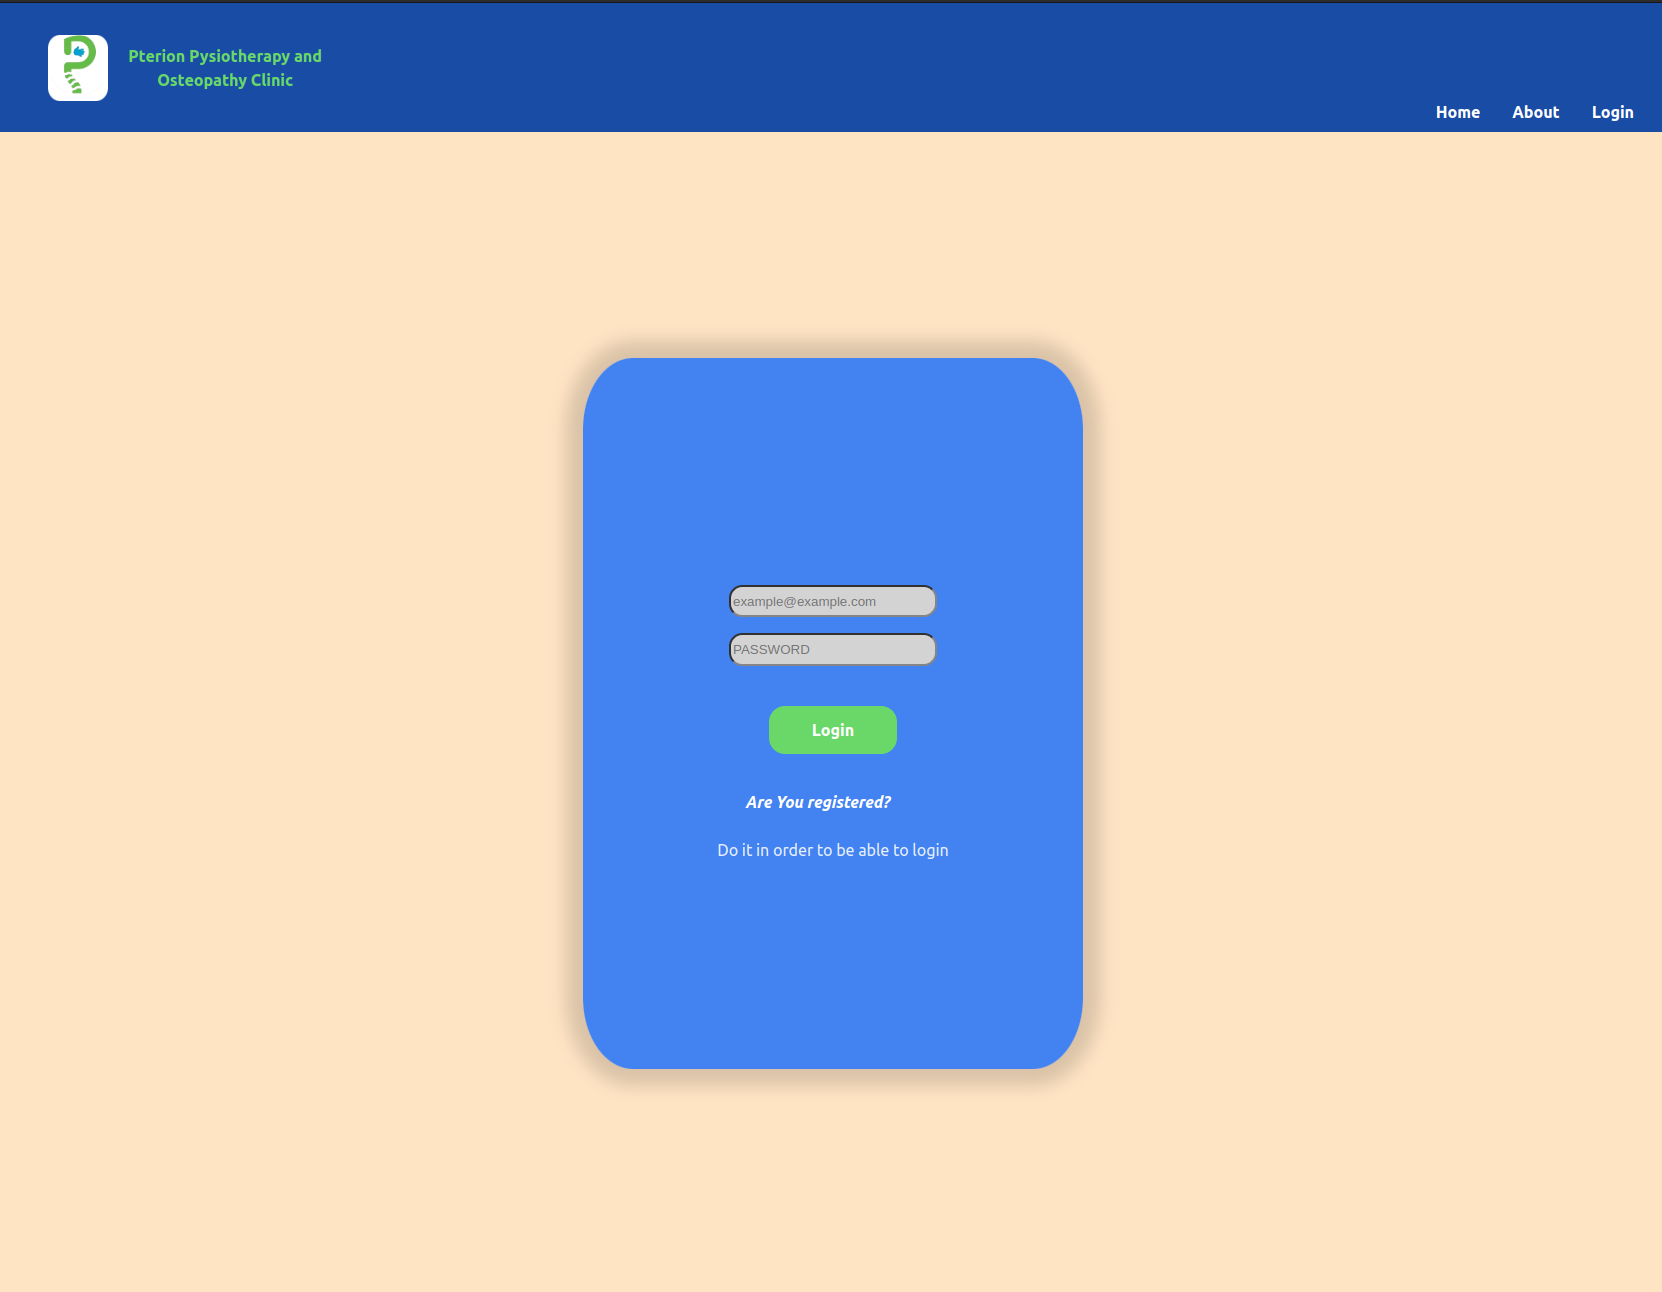 Pterion Pysiotherapy and
Osteopathy Clinic
Home About Login
example@example.com
PASSWORD
Login
Are You registered?
Do it in order to be able to login